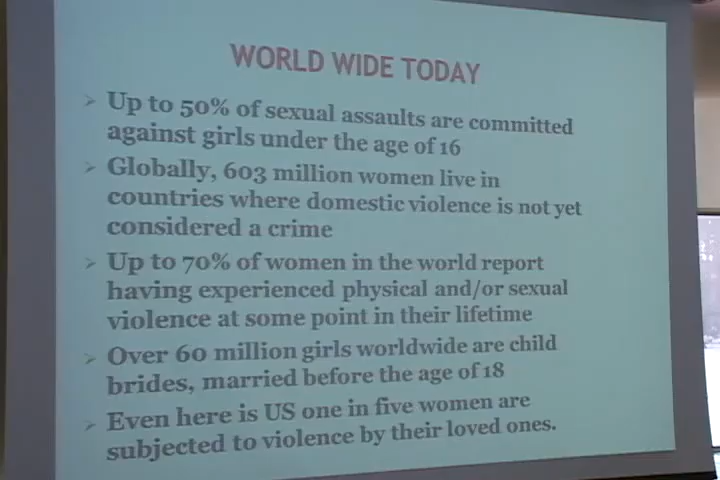 WORLD WIDE TODAY
➢ Up to 50% of sexual assaults are committed
against girls under the age of 16
➢ Globally, 603 million women live in
countries where domestic violence is not yet
considered a crime
➢ Up to 70% of women in the world report
having experienced physical and/or sexual
violence at some point in their lifetime
➢ Over 60 million girls worldwide are child
brides, married before the age of 18
➢ Even here is US one in five women are
subjected to violence by their loved ones.